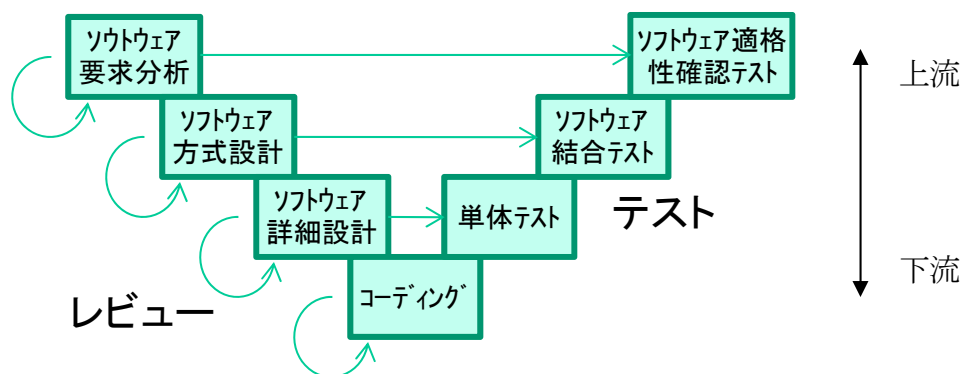 ソウトウェア
要求分析
ソフトウェア適格
性確認テスト
上流
ソフトウェア
方式設計
ソフトウェア
結合テスト
ソフトウェア
詳細設計
単体テスト
テスト
コーディング
レビュー
下流